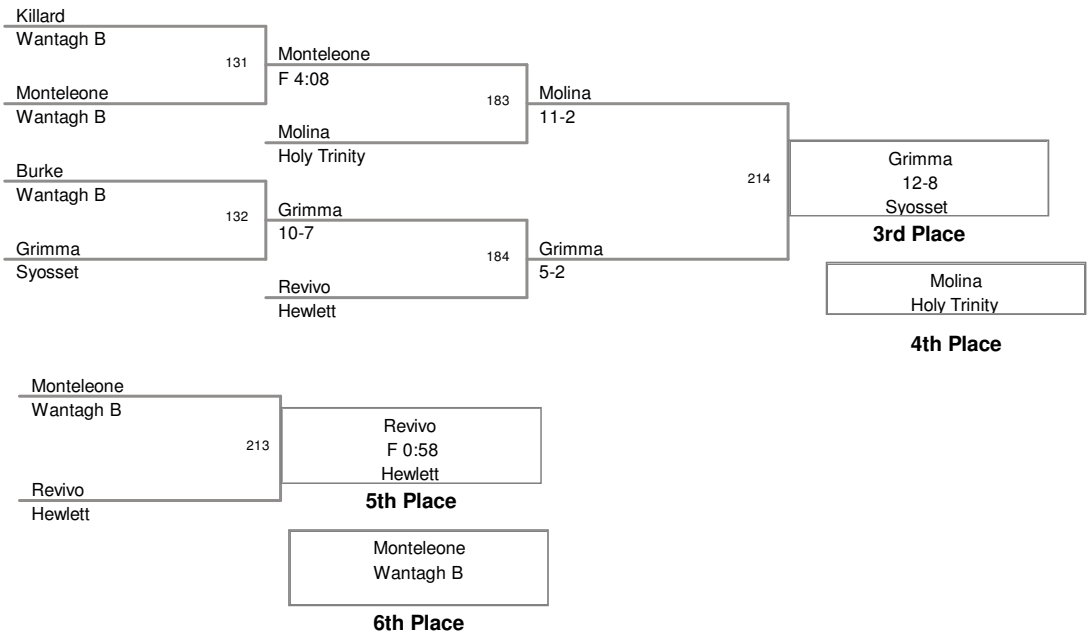 Killard
Wantagh B
131
Monteleone
F 4:08
Monteleone
Wantagh B
183
Molina
11-2
Molina
Holy Trinity
Burke
Wantagh B
214
Grimma
12-8
Syosset
3rd Place
132
Grimma
10-7
Grimma
Syosset
184
Grimma
5-2
Revivo
Hewlett
Molina
Holy Trinity
4th Place
Monteleone
Wantagh B
213
Revivo
F 0:58
Hewlett
5th Place
Revivo
Hewlett
Monteleone
Wantagh B
6th Place